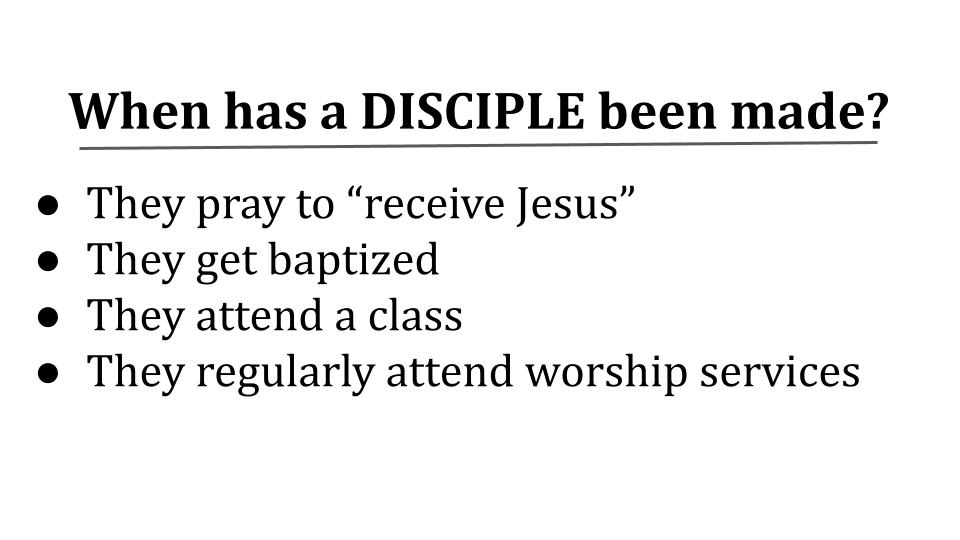 When has a DISCIPLE been made?
● They pray to “receive Jesus”
● They get baptized
● They attend a class
● They regularly attend worship services